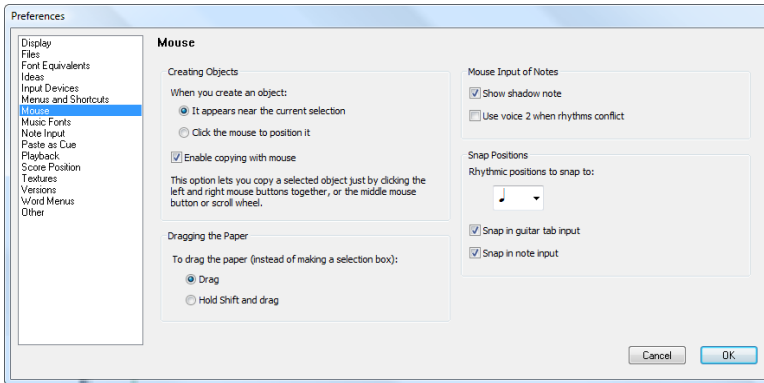 Preferences
Display
Files
Font Equivalents
Ideas
Input Devices
Menus and Shortcuts
Mouse
Music Fonts
Note Input
Paste as Cue
Playback
Score Position
Textures
Versions
Word Menus
Other
Mouse
Creating Objects
When you create an object:
It appears near the current selection
Click the mouse to position it
Enable copying with mouse
This option lets you copy a selected object just by clicking the
left and right mouse buttons together, or the middle mouse
button or scroll wheel.
Dragging the Paper
To drag the paper (instead of making a selection box):
Drag
Hold Shift and drag
Mouse Input of Notes
Show shadow note
Use voice 2 when rhythms conflict
Snap Positions
Rhythmic positions to snap to:
Snap in guitar tab input
Snap in note input
Cancel
OK